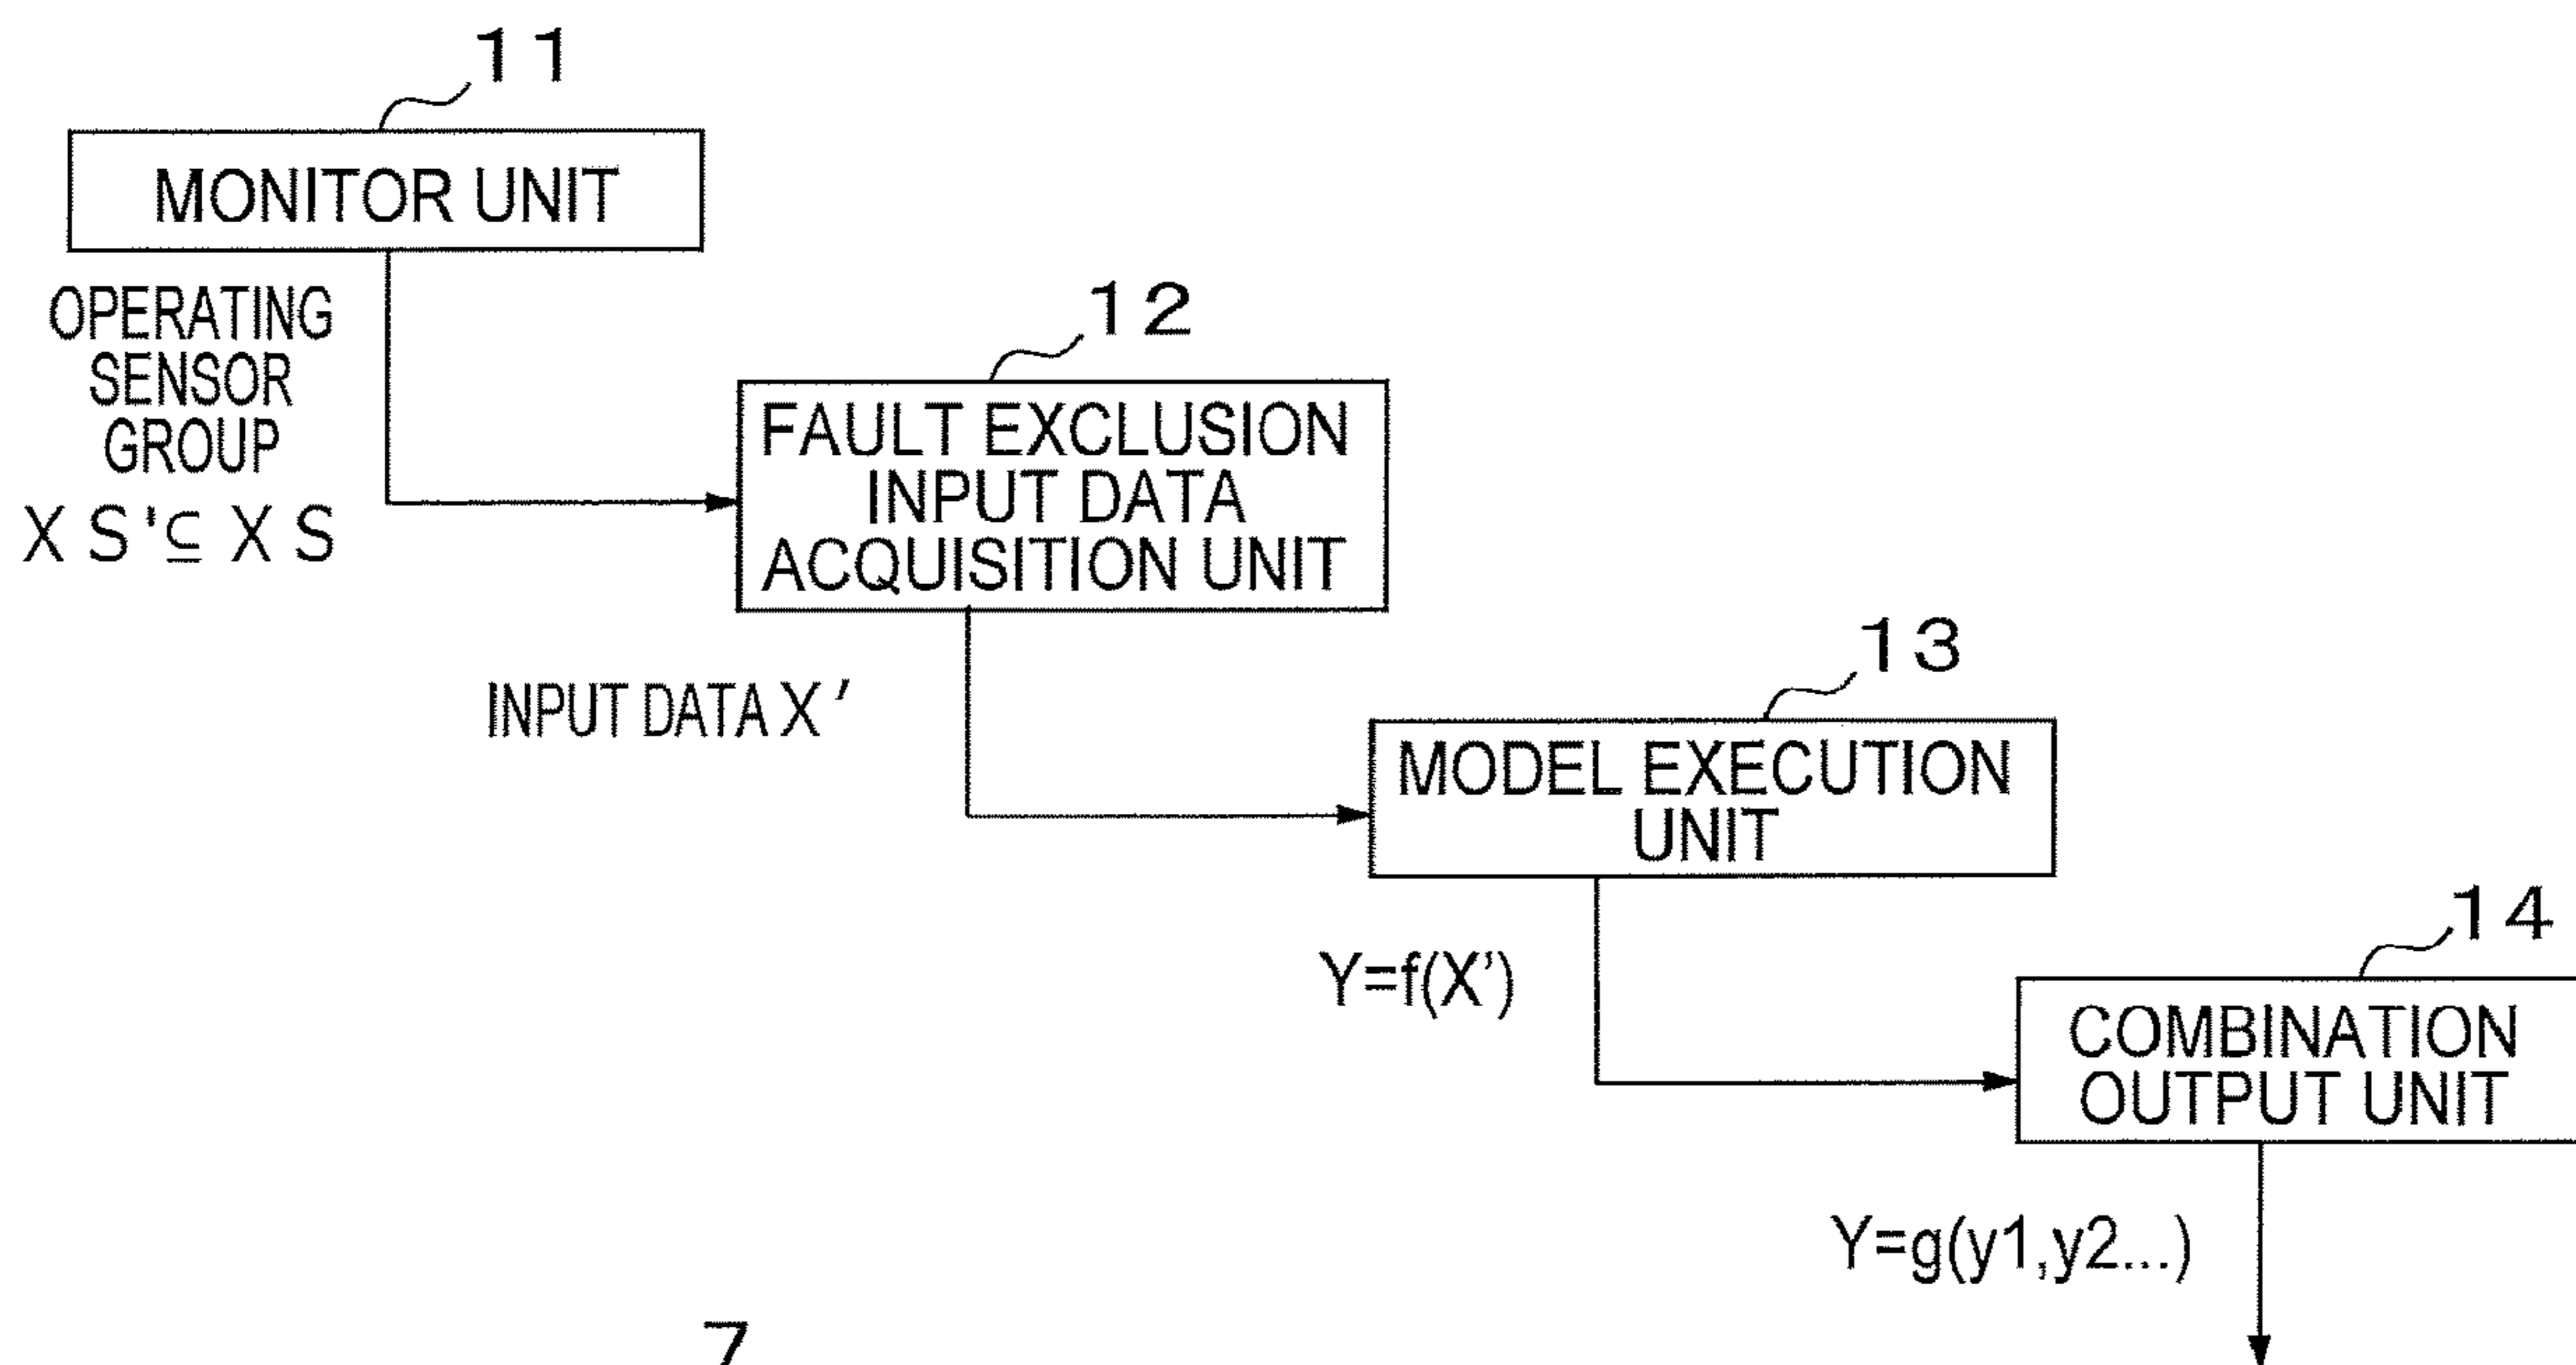 11
MONITOR UNIT
OPERATING
SENSOR
GROUP
X S'⊆ X S
12
FAULT EXCLUSION
INPUT DATA
ACQUISITION UNIT
INPUT DATA X′
13
MODEL EXECUTION
UNIT
Y=f(X’)
14
COMBINATION
OUTPUT UNIT
Y=g(y1,y2...)
7